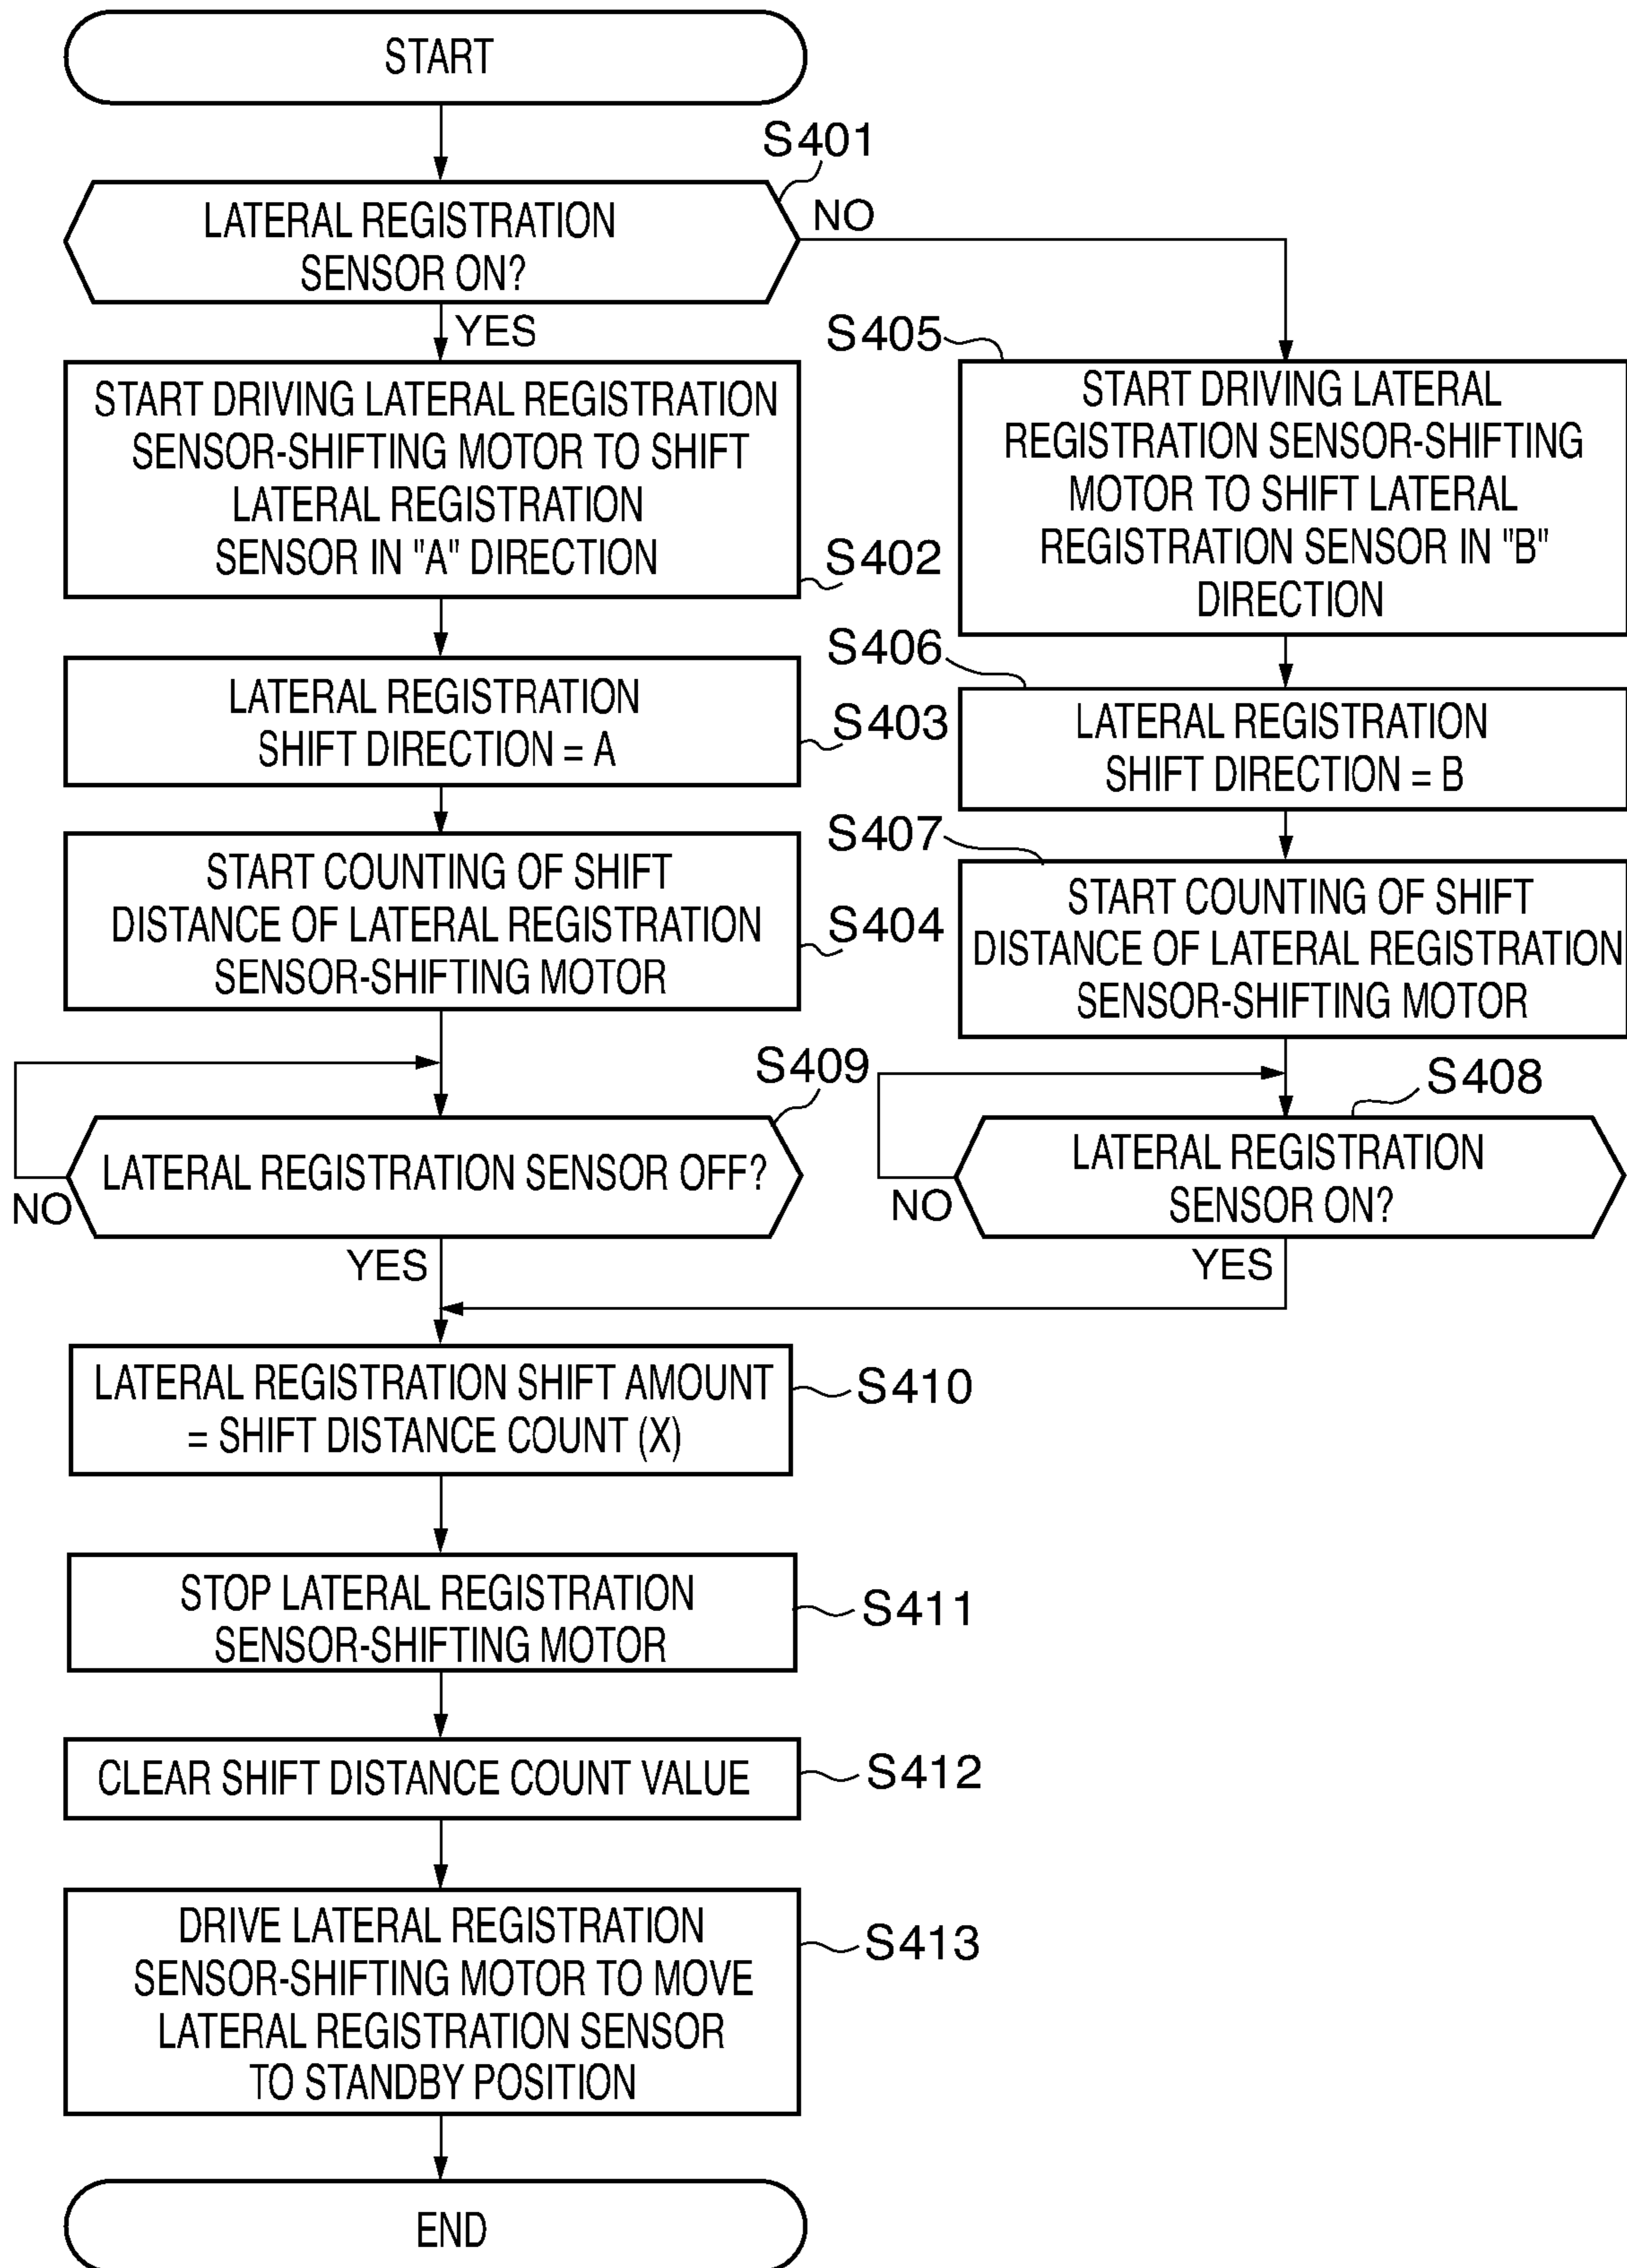 START
S401
LATERAL REGISTRATION
SENSOR ON?
NO
YES
START DRIVING LATERAL REGISTRATION
SENSOR-SHIFTING MOTOR TO SHIFT
LATERAL REGISTRATION
SENSOR IN "A" DIRECTION
S402
LATERAL REGISTRATION
SHIFT DIRECTION = A
S403
START COUNTING OF SHIFT
DISTANCE OF LATERAL REGISTRATION
SENSOR-SHIFTING MOTOR
S404
S405
START DRIVING LATERAL
REGISTRATION SENSOR-SHIFTING
MOTOR TO SHIFT LATERAL
REGISTRATION SENSOR IN "B"
DIRECTION
S406
LATERAL REGISTRATION
SHIFT DIRECTION = B
S407
START COUNTING OF SHIFT
DISTANCE OF LATERAL REGISTRATION
SENSOR-SHIFTING MOTOR
S408
LATERAL REGISTRATION
SENSOR ON?
NO
YES
S409
LATERAL REGISTRATION SENSOR OFF?
NO
YES
LATERAL REGISTRATION SHIFT AMOUNT
= SHIFT DISTANCE COUNT (X)
S410
STOP LATERAL REGISTRATION
SENSOR-SHIFTING MOTOR
S411
CLEAR SHIFT DISTANCE COUNT VALUE
S412
DRIVE LATERAL REGISTRATION
SENSOR-SHIFTING MOTOR TO MOVE
LATERAL REGISTRATION SENSOR
TO STANDBY POSITION
S413
END